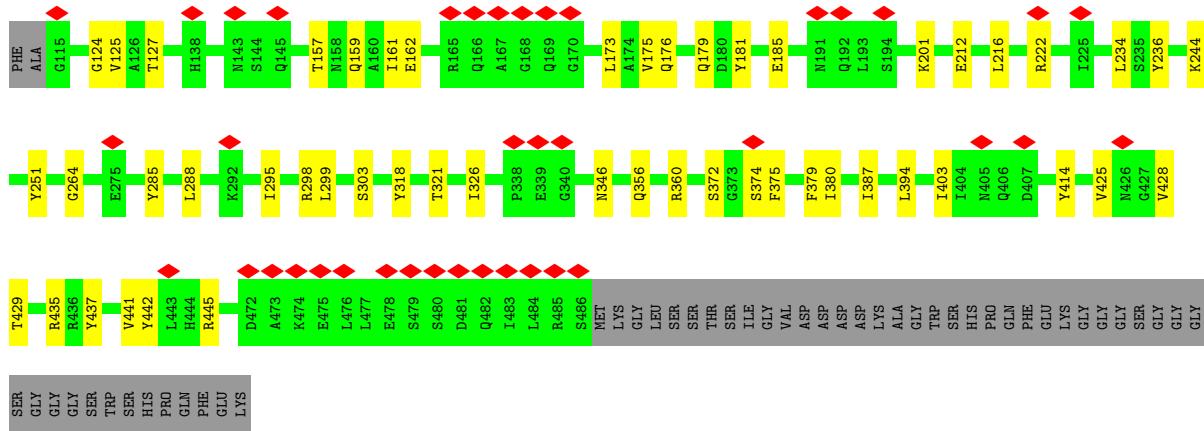 PHE ALA G115 G124 V125 A126 T127 H138 N143 S144 Q145 T157 N158 Q159 A160 I161 E162 R165 Q166 A167 G168 Q169 G170 L173 A174 V175 Q176 Q179 D180 Y181 E185 N191 Q192 L193 S194 K201 E212 L216 R222 I225 L234 S235 Y236 K244
Y251 G264 E275 Y285 L288 K292 I295 R298 L299 S303 Y318 T321 I326 P338 E339 G340 N346 Q356 R360 S372 G373 S374 F375 F379 I380 I387 L394 I403 I404 N405 Q406 D407 Y414 V425 N426 G427 V428
T429 R435 R436 Y437 V441 Y442 L443 H444 R445 D472 A473 K474 E475 L476 L477 E478 S479 S480 D481 Q482 I483 L484 R485 S486 MET LYS GLY LEU SER SER THR SER ILE GLY VAL ASP ASP ASP ASP LYS ALA GLY TRP SER HIS PRO GLN PHE GLU LYS GLY GLY GLY SER GLY GLY GLY
SER GLY GLY GLY SER TRP SER HIS PRO GLN PHE GLU LYS